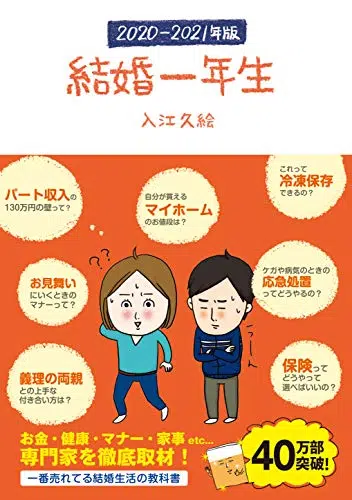 2020-2021年版
結婚一年生
入江久絵
パート収入の
130万円の壁って?
自分が買える
マイホーム
のお値段は?
これって
冷凍保存
できるの?
お見舞い
にいくときの
マナーって?
ケガや病気のときの
応急処置
ってどうやるの?
??
うーん
義理の両親
との上手な
付き合い方は?
保険って
どうやって
選べばいいの?
お金・健康・マナー・家事 etc...
専門家を徹底取材!
一番売れてる結婚生活の教科書
40万部
突破!